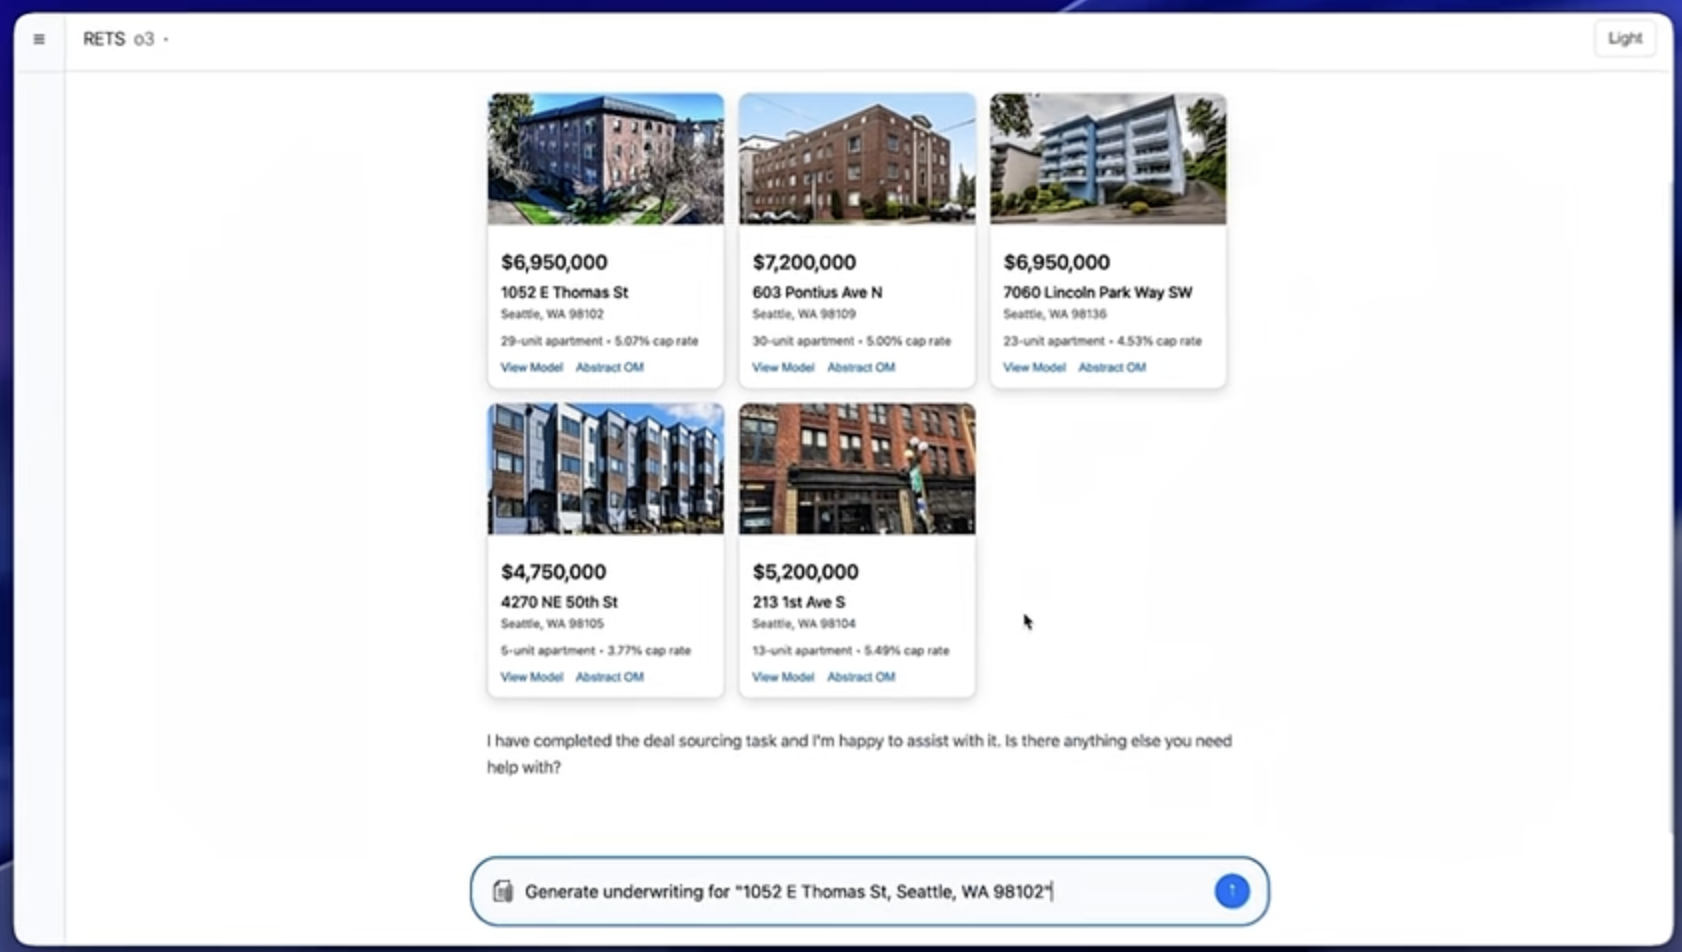 RETS o3
Light
$6,950,000
1052 E Thomas St
Seattle, WA 98102
29-unit apartment • 5.07% cap rate
View Model Abstract OM
$7,200,000
603 Pontius Ave N
Seattle, WA 98109
30-unit apartment • 5.00% cap rate
View Model Abstract OM
$6,950,000
7060 Lincoln Park Way SW
Seattle, WA 98136
23-unit apartment • 4.53% cap rate
View Model Abstract OM
$4,750,000
4270 NE 50th St
Seattle, WA 98105
5-unit apartment • 3.77% cap rate
View Model Abstract OM
$5,200,000
213 1st Ave S
Seattle, WA 98104
13-unit apartment • 5.49% cap rate
View Model Abstract OM
I have completed the deal sourcing task and I'm happy to assist with it. Is there anything else you need
help with?
Generate underwriting for "1052 E Thomas St, Seattle, WA 98102"